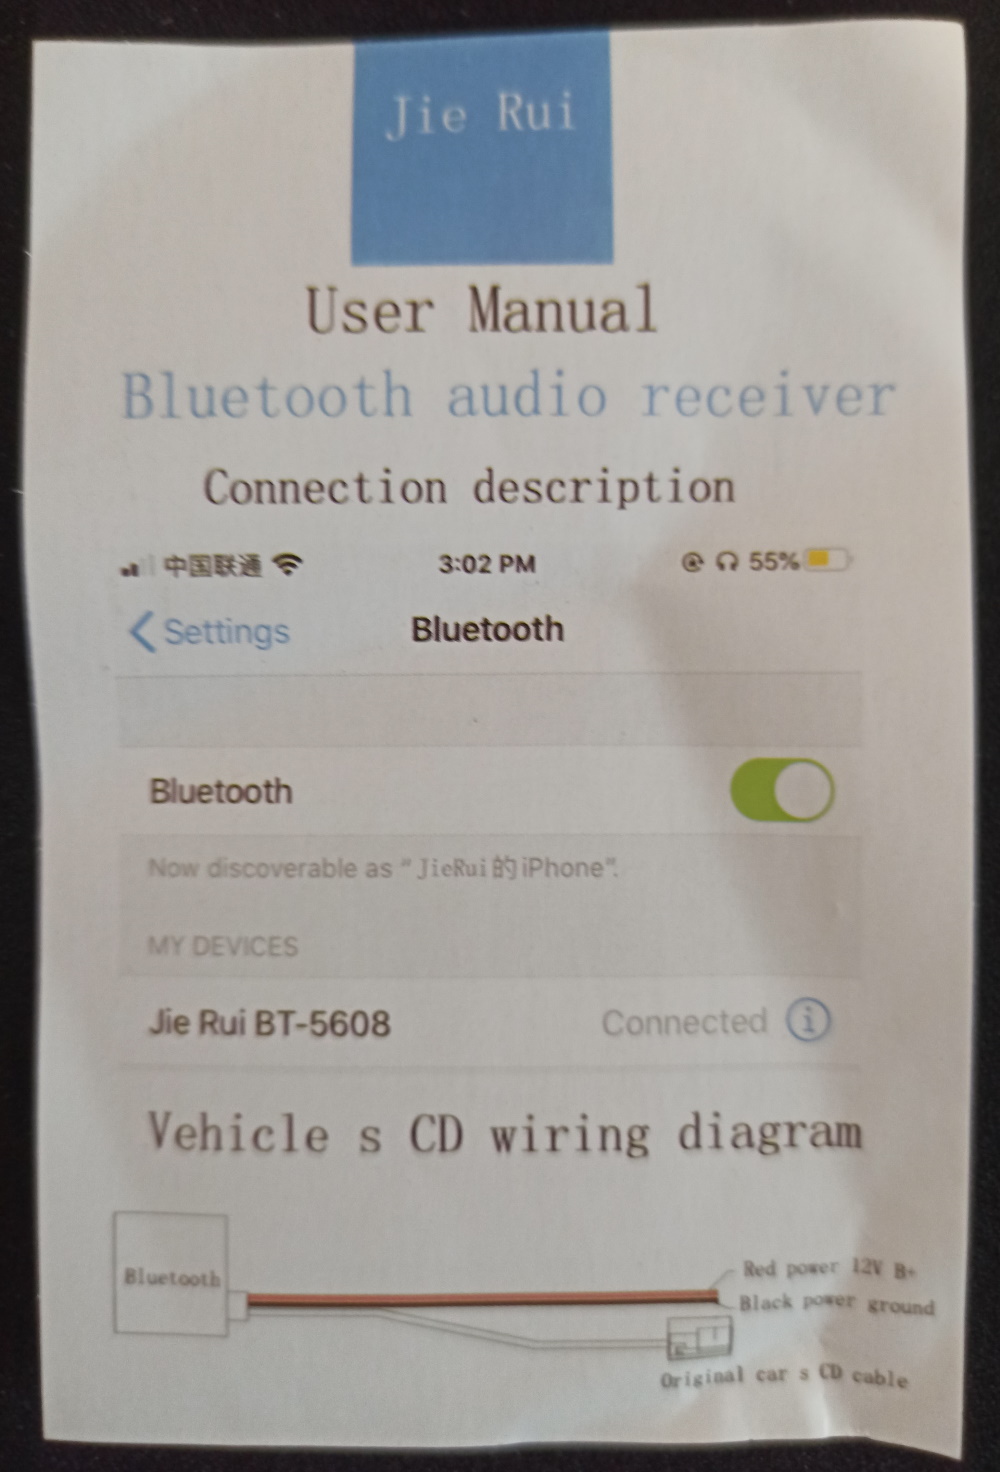 Jie Rui
User Manual
Bluetooth audio receiver
Connection description
中国联通 3:02 PM 55%
Settings Bluetooth
Bluetooth
Now discoverable as “JieRui的iPhone”.
MY DEVICES
Jie Rui BT-5608 Connected i
Vehicle s CD wiring diagram
Bluetooth
Red power 12V B+
Black power ground
Original car s CD cable